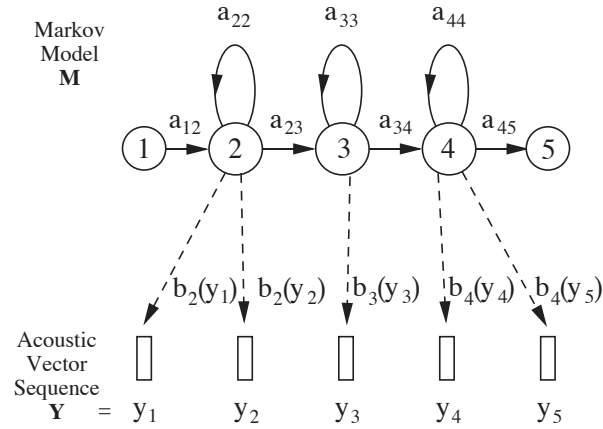 Markov
Model
M
a₂₂ a₃₃ a₄₄
a₁₂ a₂₃ a₃₄ a₄₅
1 2 3 4 5
b₂(y₁) b₂(y₂) b₃(y₃) b₄(y₄) b₄(y₅)
Acoustic
Vector
Sequence
Y = y₁ y₂ y₃ y₄ y₅